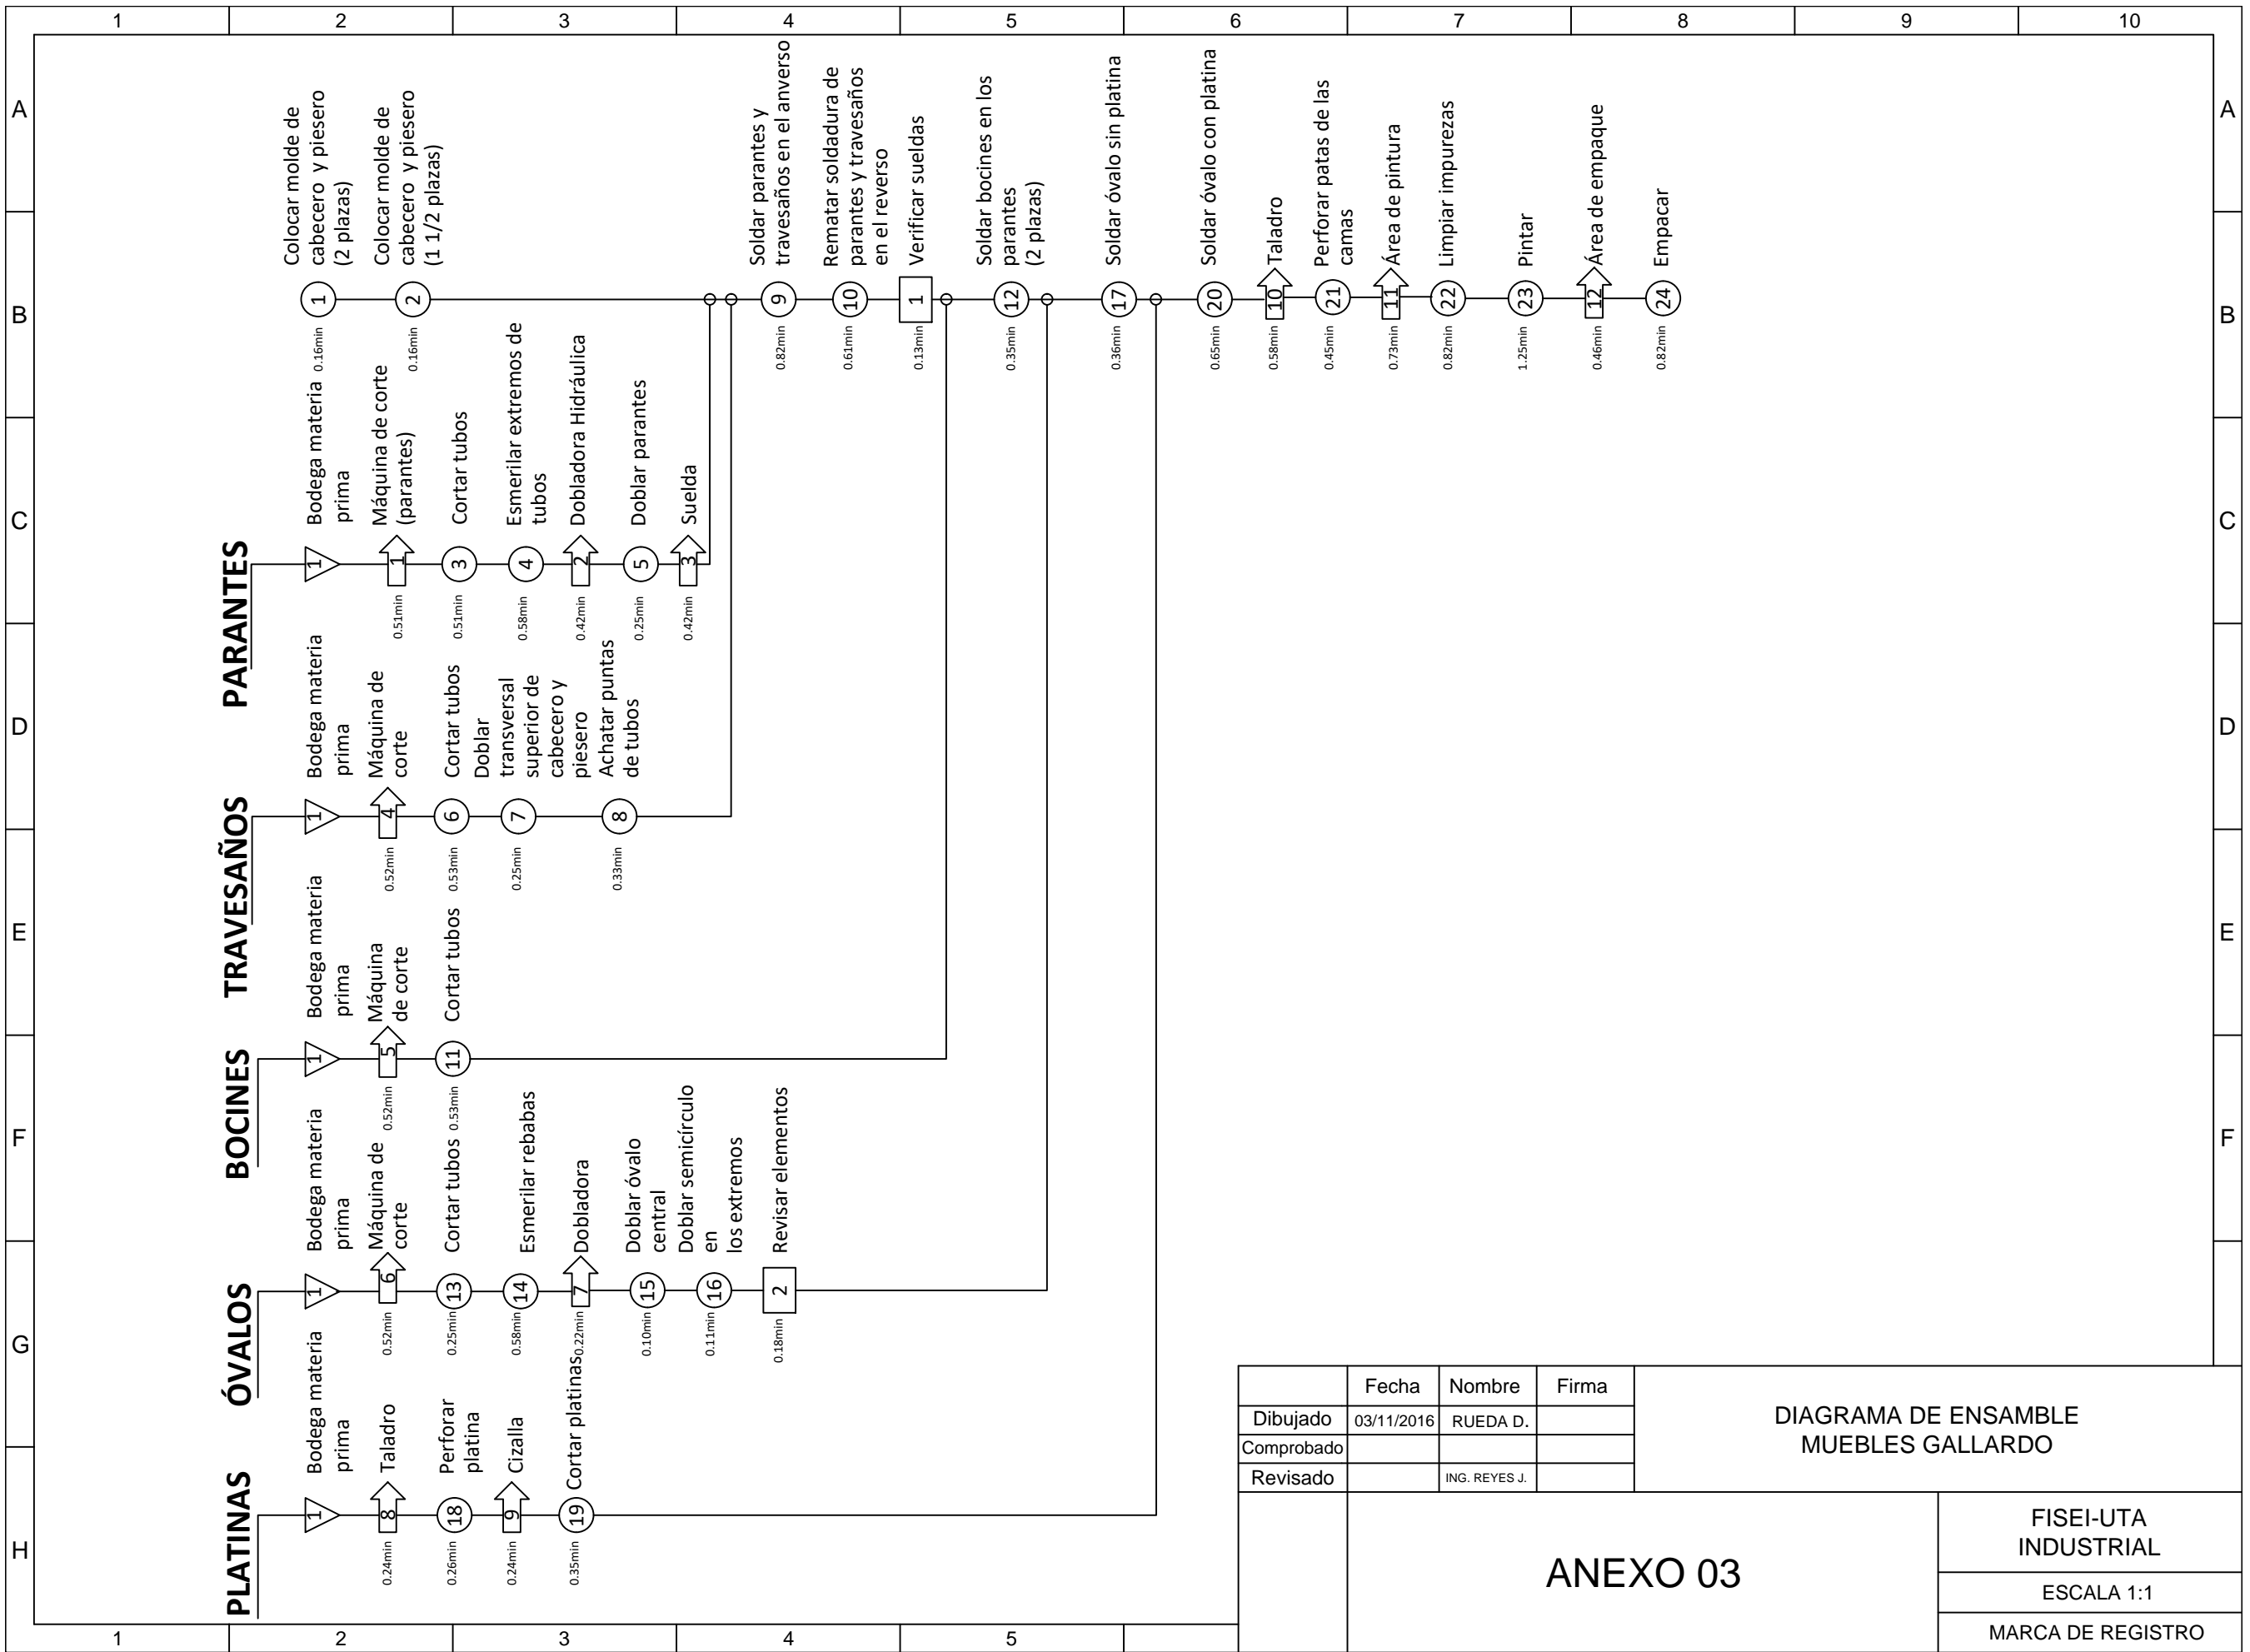 1 2 3 4 5 6 7 8 9 10
A
B
C
D
E
F
G
H
A
B
C
D
E
F
1 2 3 4 5
Colocar molde de
cabecero y piesero
(2 plazas)
1
0.16min
Colocar molde de
cabecero y piesero
(1 1/2 plazas)
2
0.16min
Soldar parantes y
travesaños en el anverso
9
0.82min
Rematar soldadura de
parantes y travesaños
en el reverso
10
0.61min
Verificar sueldas
1
0.13min
Soldar bocines en los
parantes
(2 plazas)
12
0.35min
Soldar óvalo sin platina
17
0.36min
Soldar óvalo con platina
20
0.65min
Taladro
10
0.58min
Perforar patas de las
camas
21
0.45min
Área de pintura
11
0.73min
Limpiar impurezas
22
0.82min
Pintar
23
1.25min
Área de empaque
12
0.46min
Empacar
24
0.82min
PARANTES
Bodega materia
prima
1
Máquina de corte
(parantes)
1
0.51min
Cortar tubos
3
0.51min
Esmerilar extremos de
tubos
4
0.58min
Dobladora Hidráulica
2
0.42min
Doblar parantes
5
0.25min
Suelda
3
0.42min
TRAVESAÑOS
Bodega materia
prima
1
Máquina de
corte
4
0.52min
Cortar tubos
6
0.53min
Doblar
transversal
superior de
cabecero y
piesero
7
0.25min
Achatar puntas
de tubos
8
0.33min
BOCINES
Bodega materia
prima
1
Máquina
de corte
5
0.52min
Cortar tubos
11
0.53min
ÓVALOS
Bodega materia
prima
1
Máquina de
corte
6
0.52min
Cortar tubos
13
0.25min
Esmerilar rebabas
14
0.58min
Dobladora
7
0.22min
Doblar óvalo
central
15
0.10min
Doblar semicírculo
en
los extremos
16
0.11min
Revisar elementos
2
0.18min
PLATINAS
Bodega materia
prima
1
Taladro
8
0.24min
Perforar
platina
18
0.26min
Cizalla
9
0.24min
Cortar platinas
19
0.35min
Fecha Nombre Firma
Dibujado 03/11/2016 RUEDA D.
Comprobado
Revisado ING. REYES J.
DIAGRAMA DE ENSAMBLE
MUEBLES GALLARDO
ANEXO 03
FISEI-UTA
INDUSTRIAL
ESCALA 1:1
MARCA DE REGISTRO